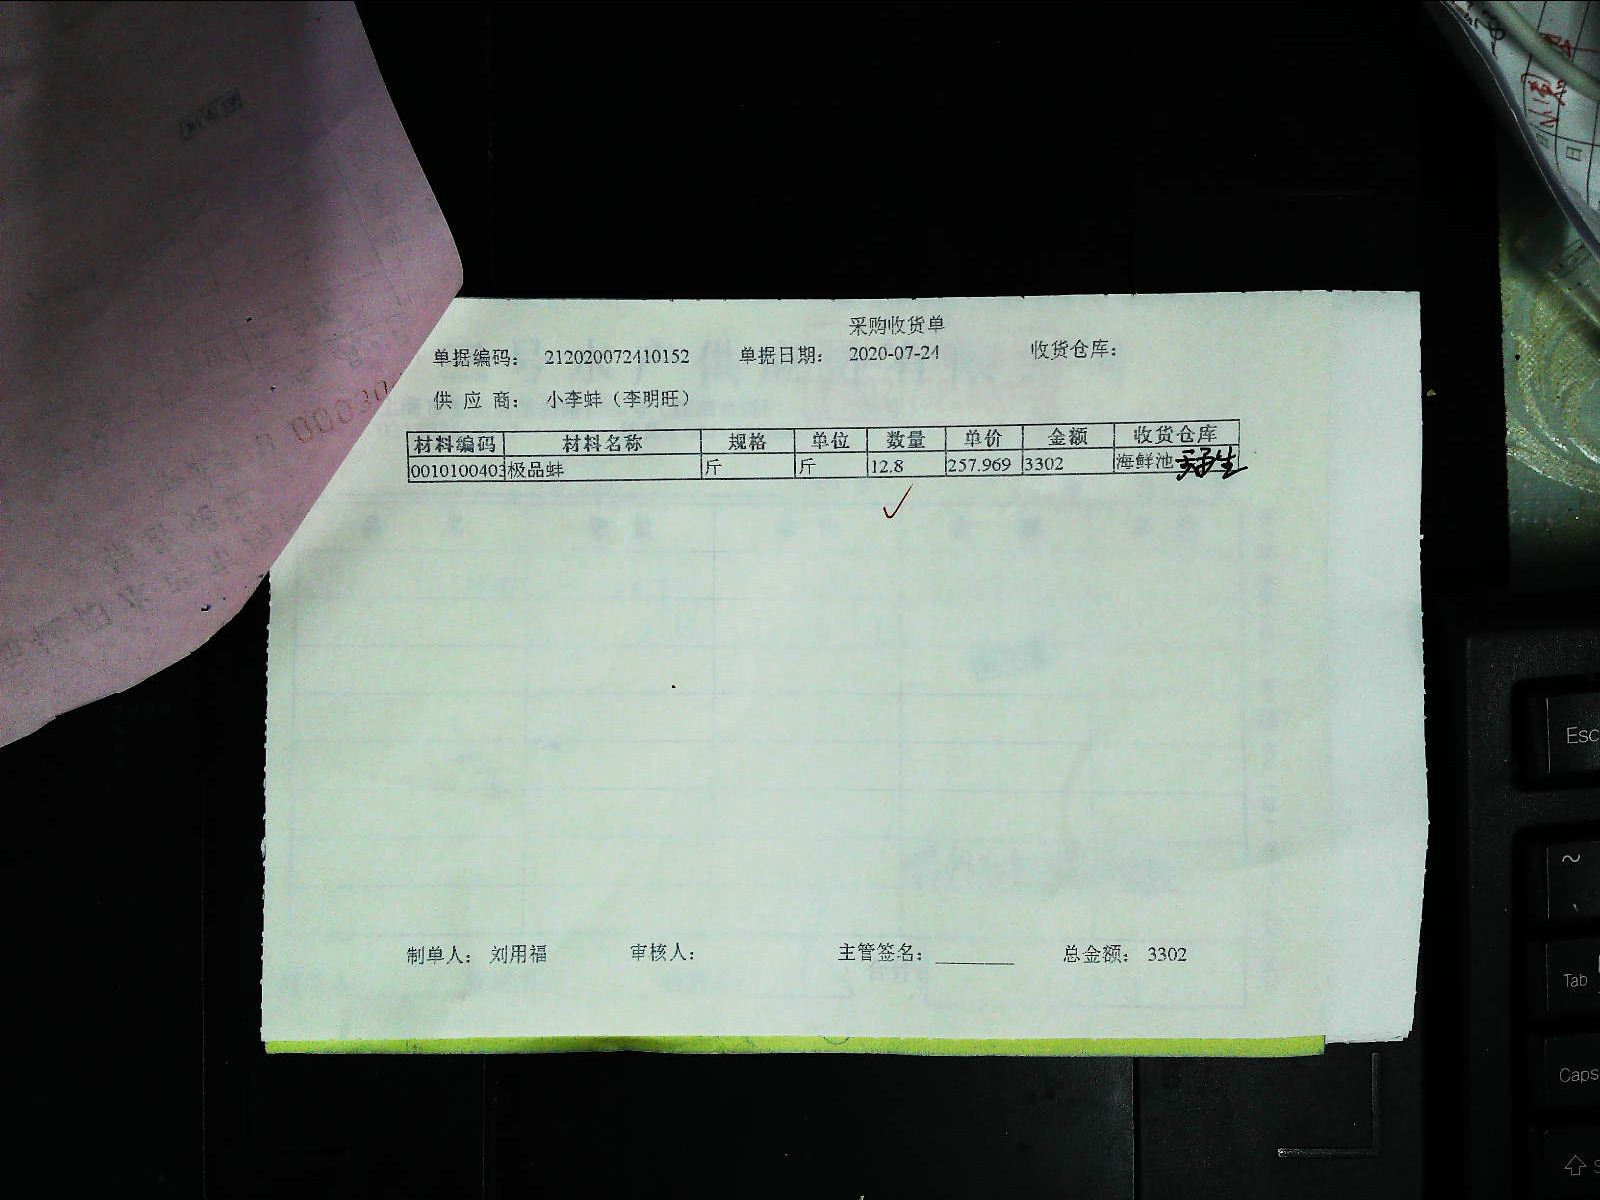 采购收货单
单据编码: 212020072410152 单据日期: 2020-07-24 收货仓库:
供 应 商: 小李蚌（李明旺）
材料编码 材料名称 规格 单位 数量 单价 金额 收货仓库
0010100403 极品蚌 斤 斤 12.8 257.969 3302 海鲜池
制单人: 刘用福 审核人: 主管签名: ________ 总金额: 3302
Esc
~
Tab
Caps